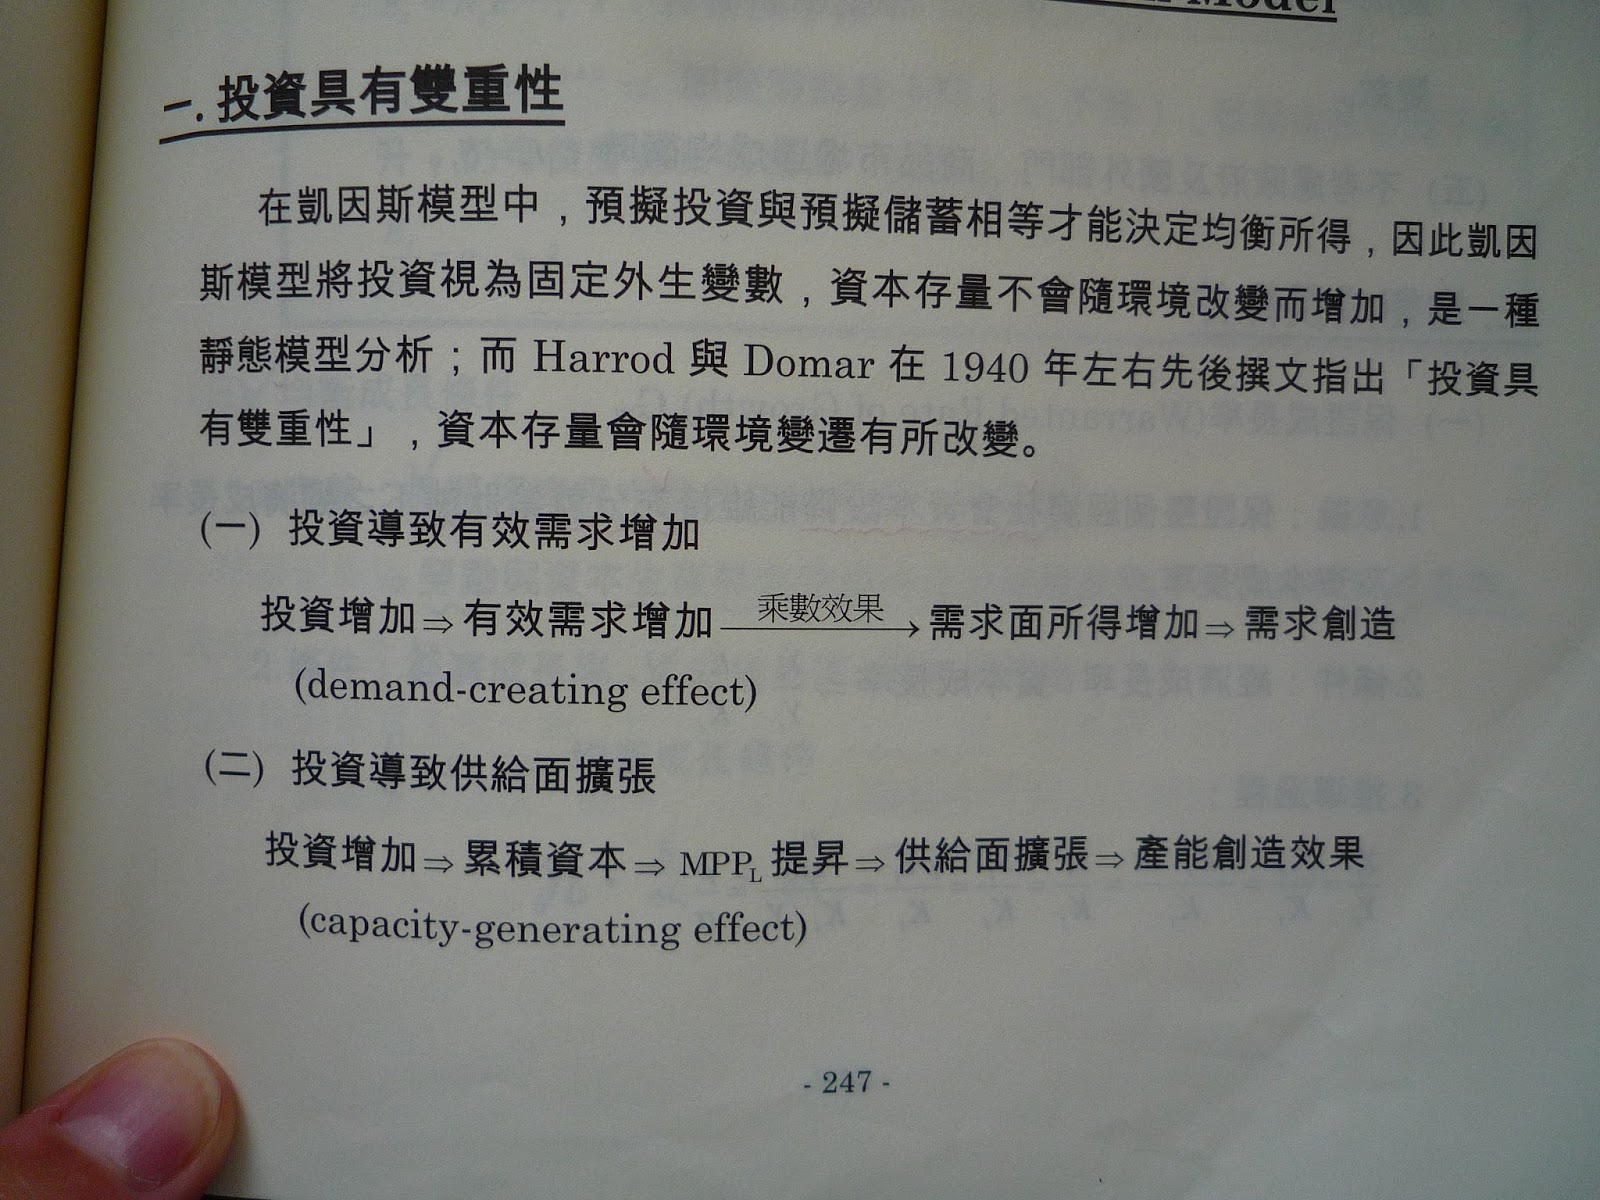 Model
一. 投資具有雙重性
在凱因斯模型中，預擬投資與預擬儲蓄相等才能決定均衡所得，因此凱因
斯模型將投資視為固定外生變數，資本存量不會隨環境改變而增加，是一種
靜態模型分析；而 Harrod 與 Domar 在 1940 年左右先後撰文指出「投資具
有雙重性」，資本存量會隨環境變遷有所改變。
(一) 投資導致有效需求增加
乘數效果
投資增加⇒有效需求增加⟶需求面所得增加⇒需求創造
(demand-creating effect)
(二) 投資導致供給面擴張
投資增加⇒累積資本⇒MPP_L提昇⇒供給面擴張⇒產能創造效果
(capacity-generating effect)
- 247 -